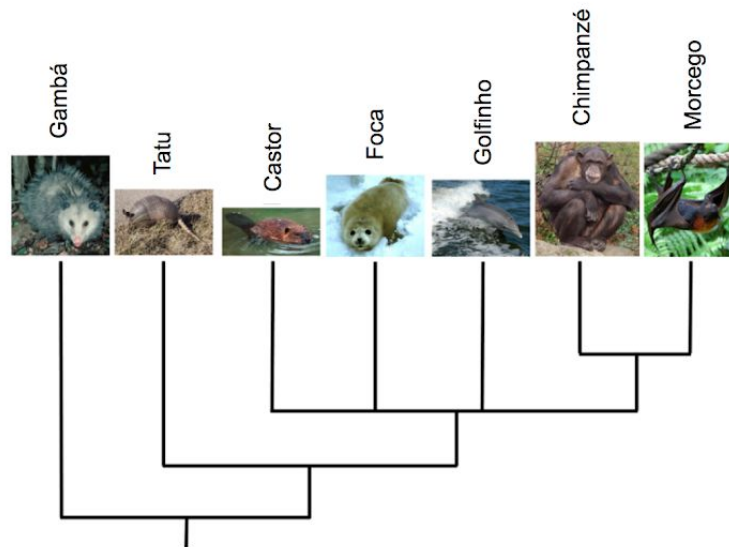 Gambá
Tatu
Castor
Foca
Golfinho
Chimpanzé
Morcego